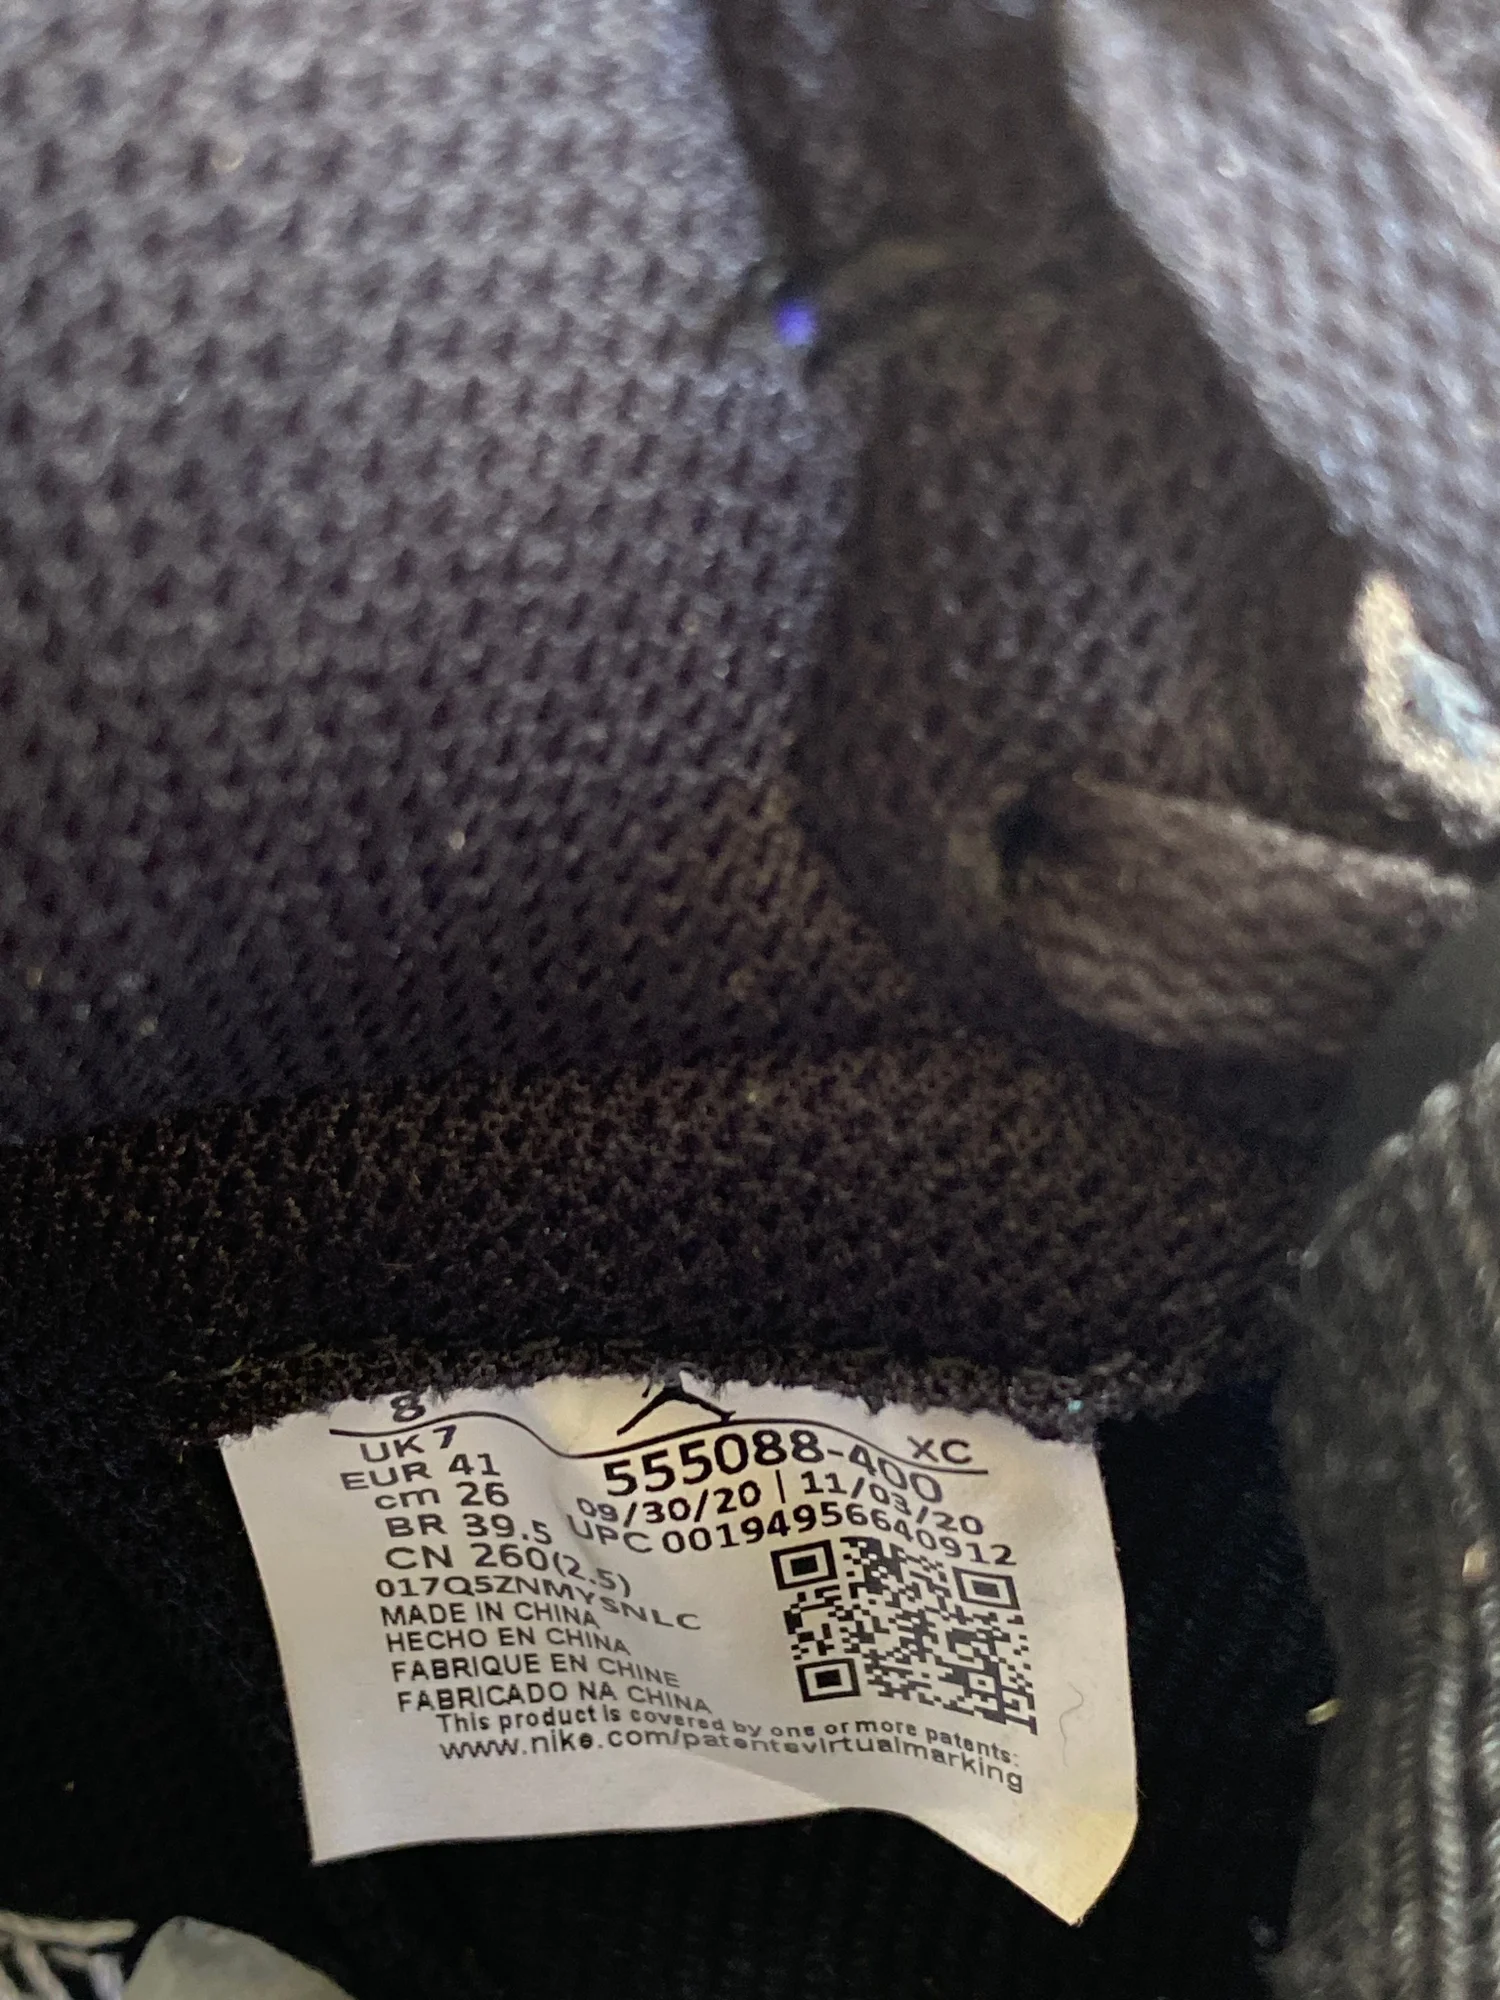 8
UK 7
EUR 41
cm 26
BR 39.5
CN 260(2.5)
XC
555088-400
09/30/20 | 11/03/20
UPC 00194956640912
017Q5ZNMYSNLC
MADE IN CHINA
HECHO EN CHINA
FABRIQUE EN CHINE
FABRICADO NA CHINA
This product is covered by one or more patents:
www.nike.com/patentsvirtualmarking